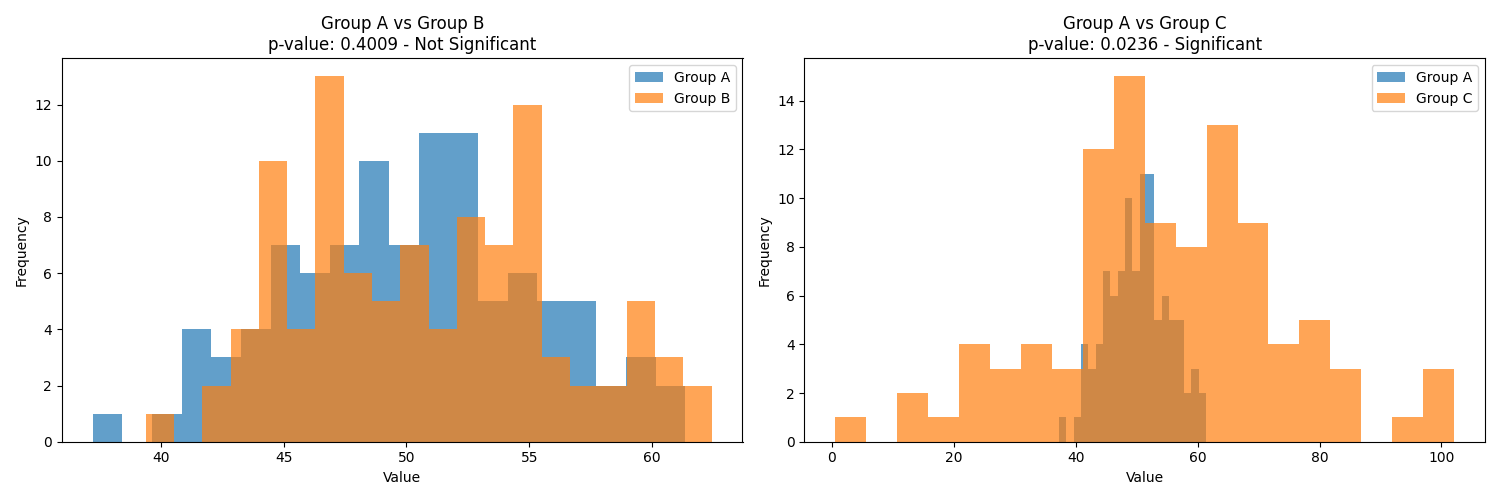 Group A vs Group B
p-value: 0.4009 - Not Significant
Group A
Group B
12
10
8
6
4
2
0
Frequency
40
45
50
55
60
Value
Group A vs Group C
p-value: 0.0236 - Significant
Group A
Group C
14
12
10
8
6
4
2
0
Frequency
0
20
40
60
80
100
Value